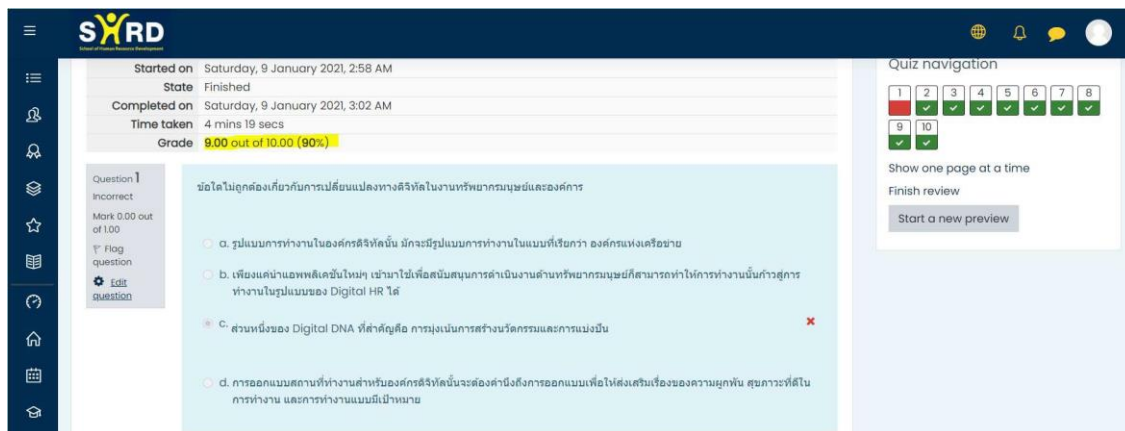 SHRD
School of Human Resource Development
Started on Saturday, 9 January 2021, 2:58 AM
State Finished
Completed on Saturday, 9 January 2021, 3:02 AM
Time taken 4 mins 19 secs
Grade 9.00 out of 10.00 (90%)
Question 1
Incorrect
Mark 0.00 out
of 1.00
Flag
question
Edit
question
ข้อใดไม่ถูกต้องเกี่ยวกับการเปลี่ยนแปลงทางดิจิทัลในงานทรัพยากรมนุษย์และองค์การ
a. รูปแบบการทำงานในองค์กรดิจิทัลนั้น มักจะมีรูปแบบการทำงานในแบบที่เรียกว่า องค์กรแห่งเครือข่าย
b. เพียงแค่นำแอพพลิเคชันใหม่ๆ เข้ามาใช้เพื่อสนับสนุนการดำเนินงานด้านทรัพยากรมนุษย์ก็สามารถทำให้การทำงานนั้นก้าวสู่การ
ทำงานในรูปแบบของ Digital HR ได้
c. ส่วนหนึ่งของ Digital DNA ที่สำคัญคือ การมุ่งเน้นการสร้างนวัตกรรมและการแบ่งปัน
d. การออกแบบสถานที่ทำงานสำหรับองค์กรดิจิทัลนั้นจะต้องคำนึงถึงการออกแบบเพื่อให้ส่งเสริมเรื่องของความผูกพัน สุขภาวะที่ดีใน
การทำงาน และการทำงานแบบมีเป้าหมาย
Quiz navigation
1 2 3 4 5 6 7 8
9 10
Show one page at a time
Finish review
Start a new preview